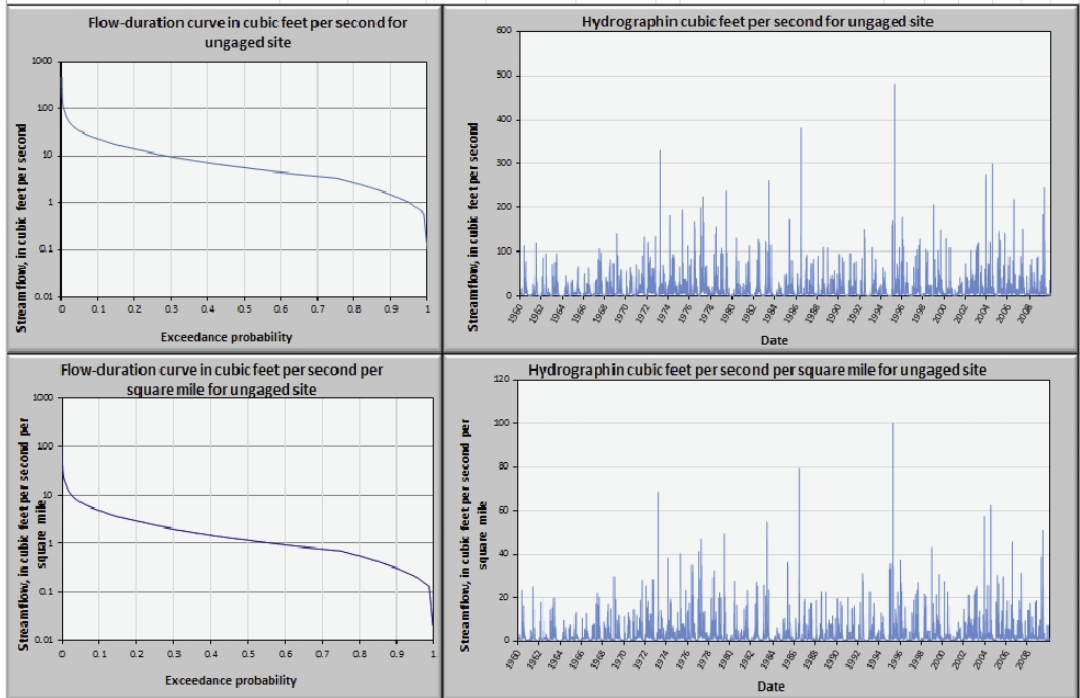 Flow-duration curve in cubic feet per second for
ungaged site
Streamflow, in cubic feet per second
1000
100
10
1
0.1
0.01
0 0.1 0.2 0.3 0.4 0.5 0.6 0.7 0.8 0.9 1
Exceedance probability
Hydrograph in cubic feet per second for ungaged site
Streamflow, in cubic feet per second
600
500
400
300
200
100
0
1960 1962 1964 1966 1968 1970 1972 1974 1976 1978 1980 1982 1984 1986 1988 1990 1992 1994 1996 1998 2000 2002 2004 2006 2008
Date
Flow-duration curve in cubic feet per second per
square mile for ungaged site
Streamflow, in cubic feet per second per
square mile
1000
100
10
1
0.1
0.01
0 0.1 0.2 0.3 0.4 0.5 0.6 0.7 0.8 0.9 1
Exceedance probability
Hydrograph in cubic feet per second per square mile for ungaged site
Streamflow, in cubic feet per second per
square mile
120
100
80
60
40
20
0
1960 1962 1964 1966 1968 1970 1972 1974 1976 1978 1980 1982 1984 1986 1988 1990 1992 1994 1996 1998 2000 2002 2004 2006 2008
Date